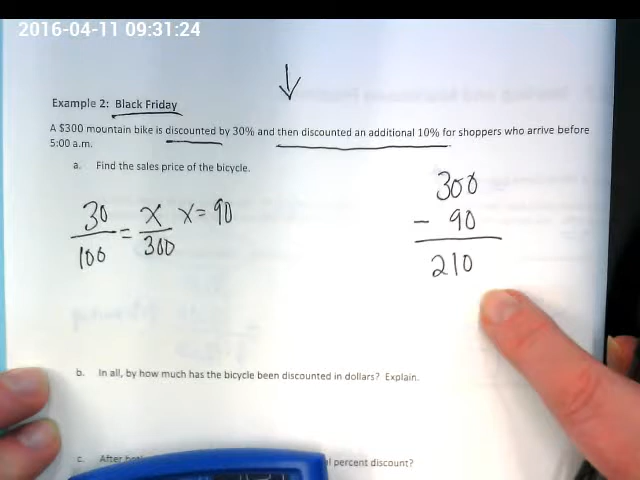 2016-04-11 09:31:24
Example 2: Black Friday
A $300 mountain bike is discounted by 30% and then discounted an additional 10% for shoppers who arrive before
5:00 a.m.
a. Find the sales price of the bicycle.
30/100 = x/300 x = 90
300
- 90
210
b. In all, by how much has the bicycle been discounted in dollars? Explain.
c. After percent discount?